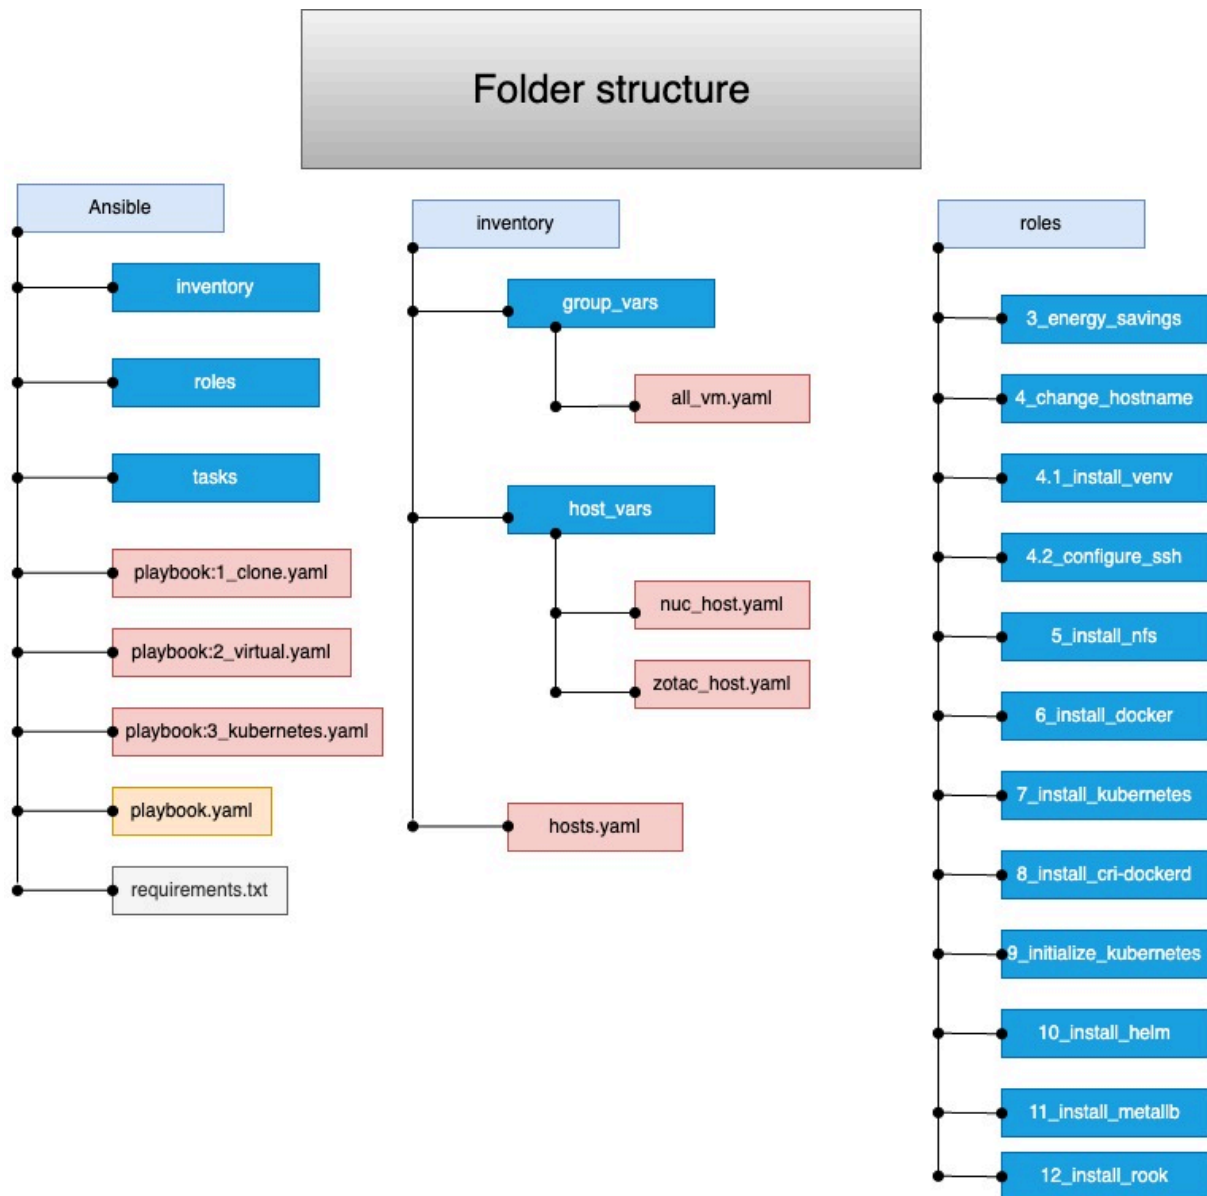 Folder structure
Ansible
inventory
roles
tasks
playbook:1_clone.yaml
playbook:2_virtual.yaml
playbook:3_kubernetes.yaml
playbook.yaml
requirements.txt
inventory
group_vars
all_vm.yaml
host_vars
nuc_host.yaml
zotac_host.yaml
hosts.yaml
roles
3_energy_savings
4_change_hostname
4.1_install_venv
4.2_configure_ssh
5_install_nfs
6_install_docker
7_install_kubernetes
8_install_cri-dockerd
9_initialize_kubernetes
10_install_helm
11_install_metallb
12_install_rook